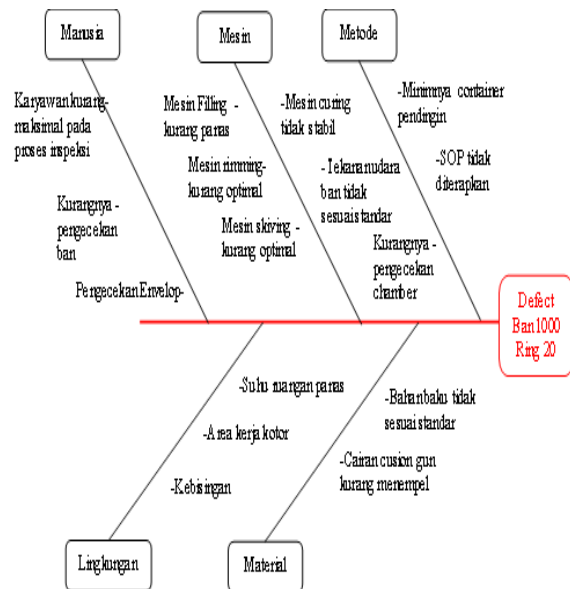 Manusia
Mesin
Metode
Karyawan kurang-
maksimal pada
proses inspeksi
Kurangnya -
pengecekan
ban
Pengecekan Envelop-
Mesin Filling -
kurang panas
Mesin rimming-
kurang optimal
Mesin skiving -
kurang optimal
-Mesin curing
tidak stabil
-Tekanan udara
ban tidak
sesuai standar
-Minimnya container
pendingin
-SOP tidak
diterapkan
Kurangnya -
pengecekan
chamber
Defect
Ban 1000
Ring 20
-Suhu ruangan panas
-Area kerja kotor
-Kebisingan
-Bahan baku tidak
sesuai standar
-Cairan cusion gun
kurang menempel
Lingkungan
Material